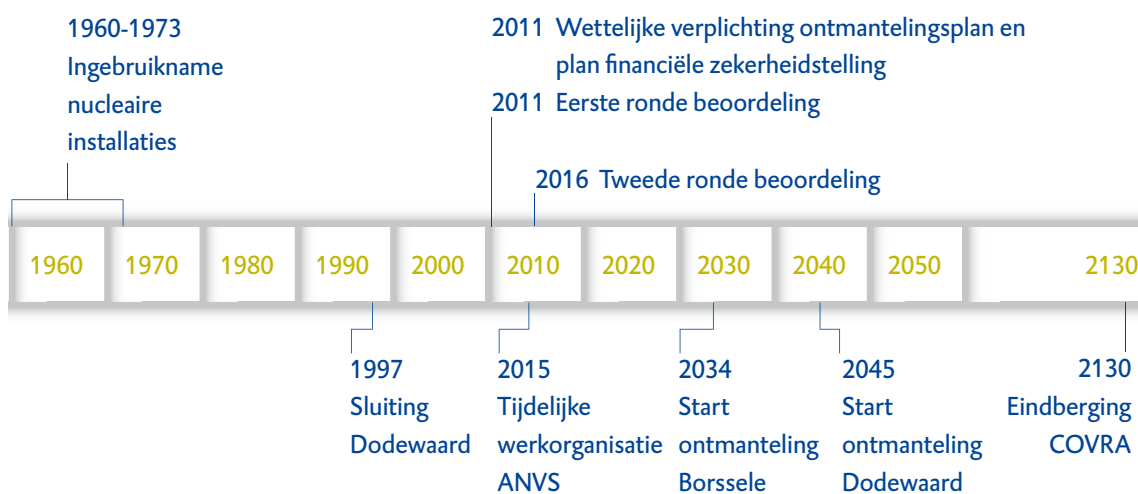 1960-1973
Ingebruikname
nucleaire
installaties
2011 Wettelijke verplichting ontmantelingsplan en
plan financiële zekerheidstelling
2011 Eerste ronde beoordeling
2016 Tweede ronde beoordeling
1960 1970 1980 1990 2000 2010 2020 2030 2040 2050 2130
1997
Sluiting
Dodewaard
2015
Tijdelijke
werkorganisatie
ANVS
2034
Start
ontmanteling
Borssele
2045
Start
ontmanteling
Dodewaard
2130
Eindberging
COVRA